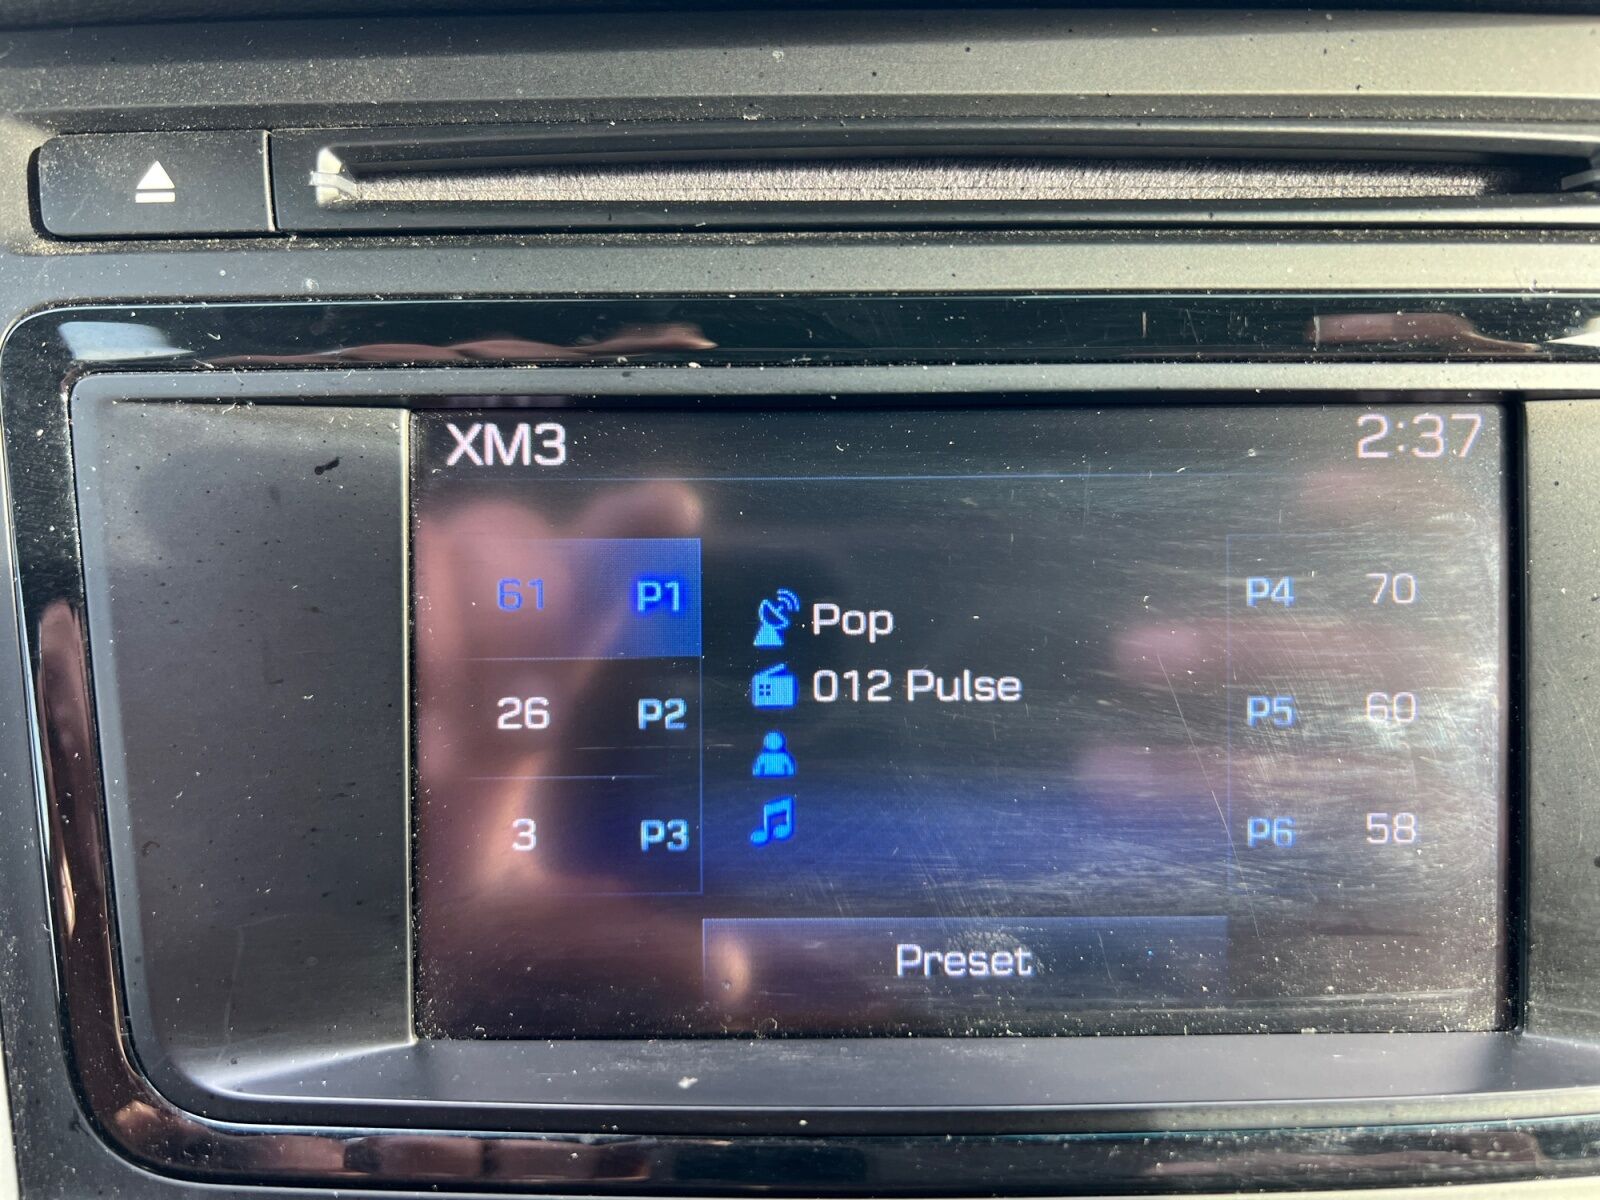 XM3 2:37
61 P1
26 P2
3 P3
Pop
012 Pulse
P4 70
P5 60
P6 58
Preset